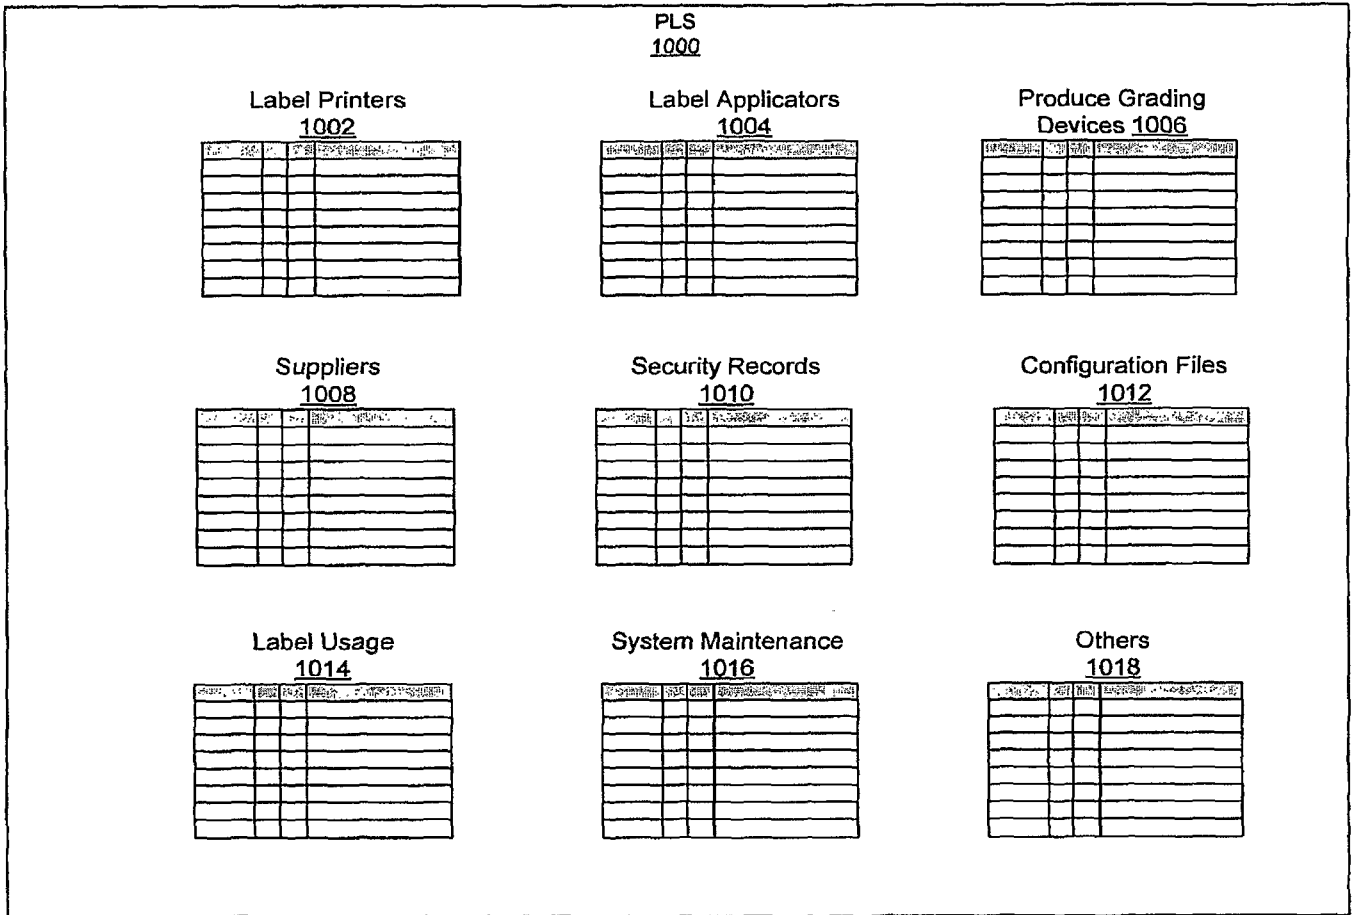 PLS
1000
Label Printers
1002
Label Applicators
1004
Produce Grading
Devices 1006
Suppliers
1008
Security Records
1010
Configuration Files
1012
Label Usage
1014
System Maintenance
1016
Others
1018